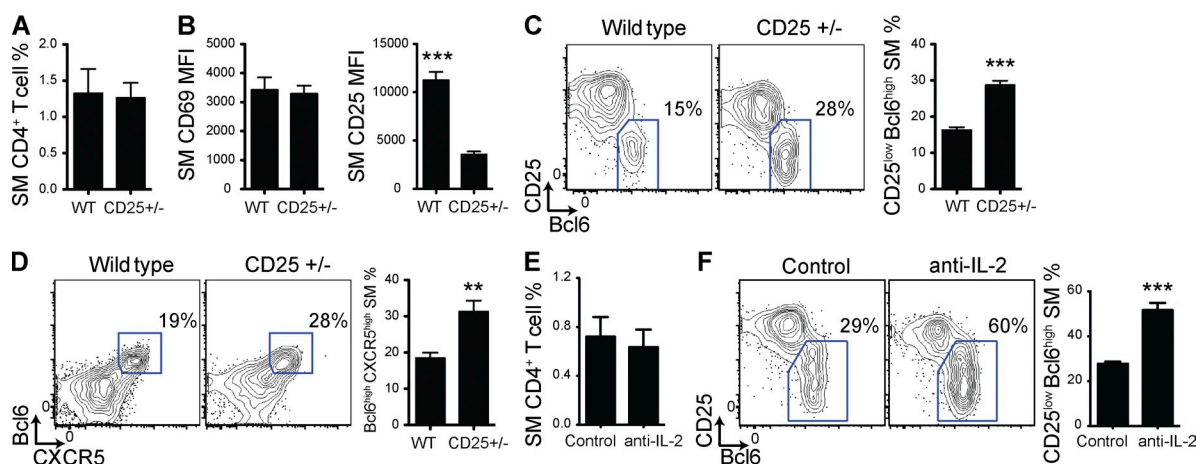 A
SM CD4+ T cell %
2.0
1.5
1.0
0.5
0.0
WT CD25+/-
B
SM CD69 MFI
5000
4000
3000
2000
1000
0
WT CD25+/-
SM CD25 MFI
15000
10000
5000
0
***
WT CD25+/-
C
Wild type CD25 +/-
15% 28%
CD25
0
0
Bcl6
CD25low Bcl6high SM %
40
30
20
10
0
***
WT CD25+/-
D
Wild type CD25 +/-
19% 28%
Bcl6
0
0
CXCR5
Bcl6high CXCR5high SM %
40
30
20
10
0
**
WT CD25+/-
E
SM CD4+ T cell %
1.2
0.8
0.4
0.0
Control anti-IL-2
F
Control anti-IL-2
29% 60%
CD25
0
0
Bcl6
CD25low Bcl6high SM %
60
40
20
0
***
Control anti-IL-2